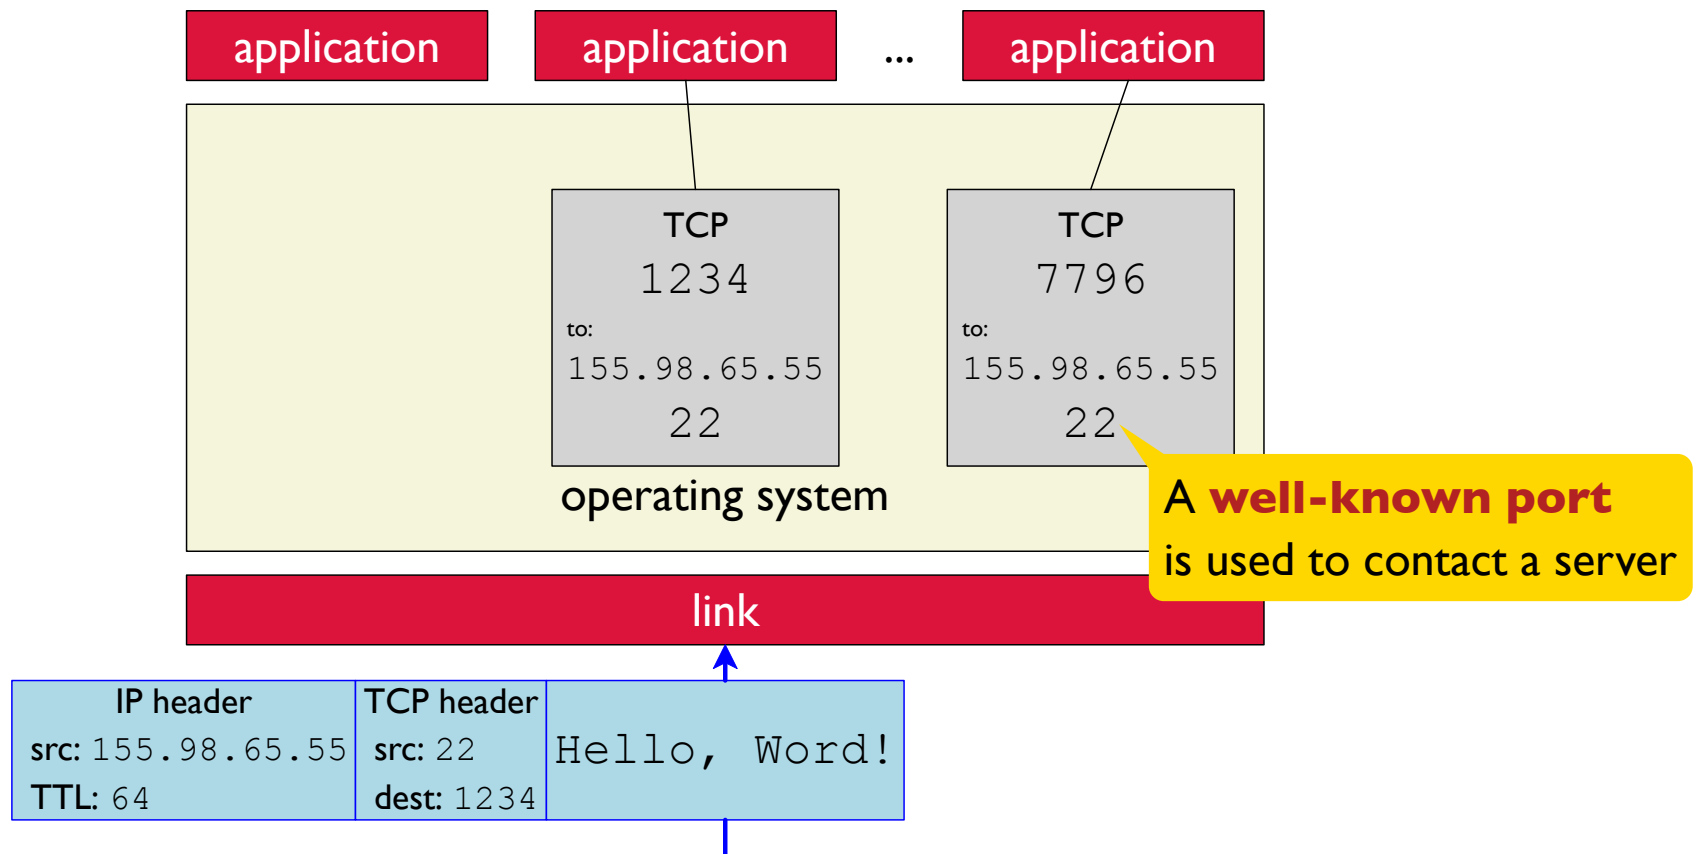 application
application
...
application
TCP
1234
to:
155.98.65.55
22
TCP
7796
to:
155.98.65.55
22
operating system
A well-known port
is used to contact a server
link
IP header
src: 155.98.65.55
TTL: 64
TCP header
src: 22
dest: 1234
Hello, Word!